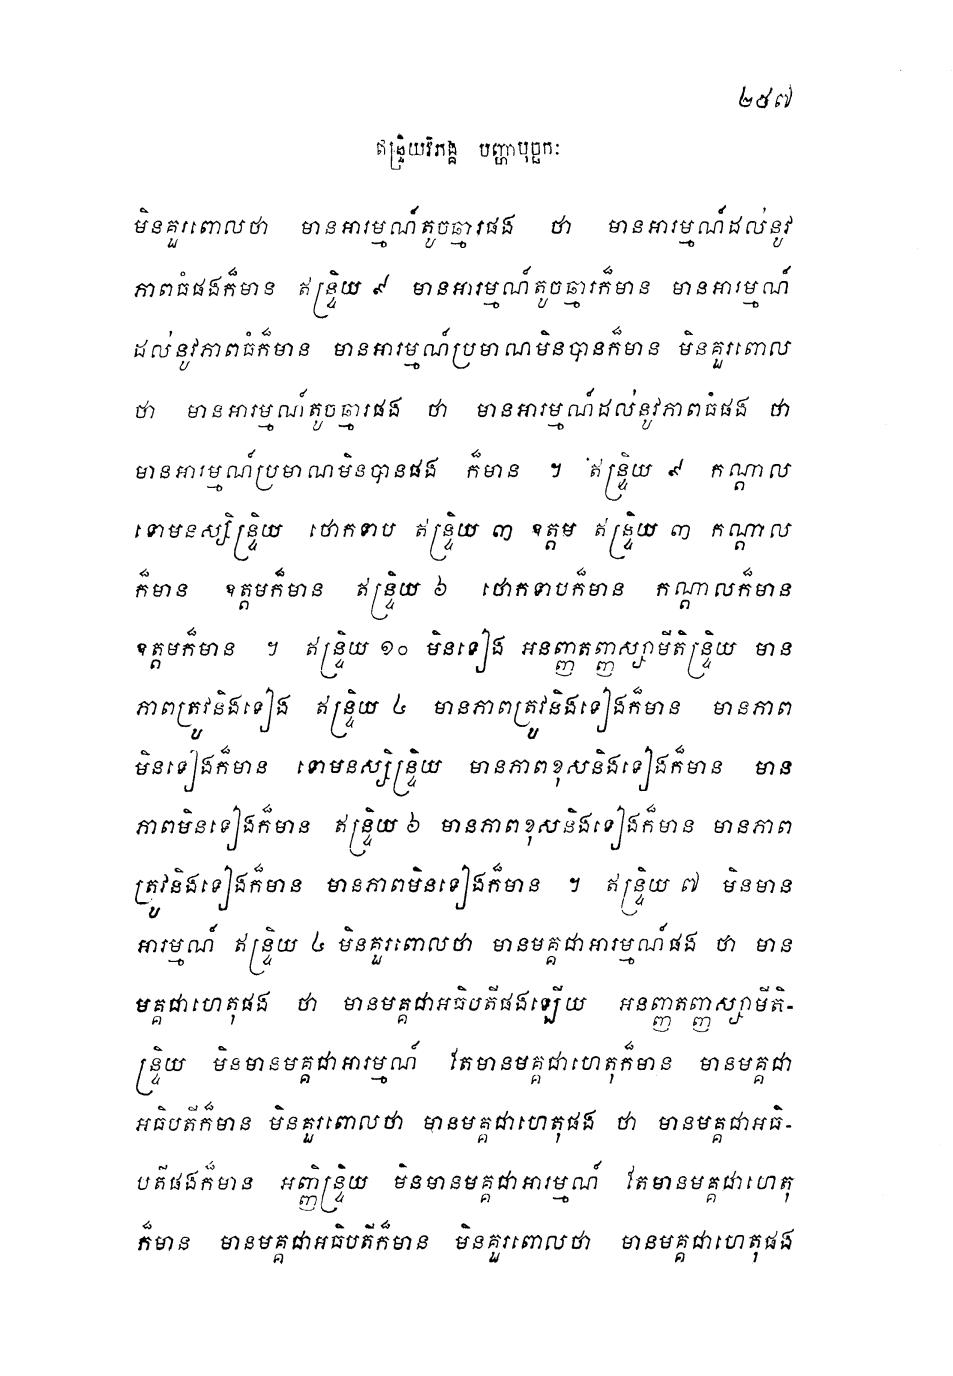 ២៥៧
ឥន្ទ្រិយវិភង្គ បញ្ហាបុច្ឆកៈ
មិនគួរពោលថា មានអារម្មណ៍តូចឆ្មារផង ថា មានអារម្មណ៍ដល់នូវ
ភាពធំផងក៏មាន ឥន្ទ្រិយ ៩ មានអារម្មណ៍តូចឆ្មារក៏មាន មានអារម្មណ៍
ដល់នូវភាពធំក៏មាន មានអារម្មណ៍ប្រមាណមិនបានក៏មាន មិនគួរពោល
ថា មានអារម្មណ៍តូចឆ្មារផង ថា មានអារម្មណ៍ដល់នូវភាពធំផង ថា
មានអារម្មណ៍ប្រមាណមិនបានផង ក៏មាន ។ ឥន្ទ្រិយ ៩ កណ្តាល
ទោមនស្សិន្ទ្រិយ ថោកទាប ឥន្ទ្រិយ ៣ ឧត្តម ឥន្ទ្រិយ ៣ កណ្តាល
ក៏មាន ឧត្តមក៏មាន ឥន្ទ្រិយ ៦ ថោកទាបក៏មាន កណ្តាលក៏មាន
ឧត្តមក៏មាន ។ ឥន្ទ្រិយ ១០ មិនទៀង អនញ្ញតញ្ញស្សាមីតិន្ទ្រិយ មាន
ភាពត្រូវនិងទៀង ឥន្ទ្រិយ ៤ មានភាពត្រូវនិងទៀងក៏មាន មានភាព
មិនទៀងក៏មាន ទោមនស្សិន្ទ្រិយ មានភាពខុសនិងទៀងក៏មាន មាន
ភាពមិនទៀងក៏មាន ឥន្ទ្រិយ ៦ មានភាពខុសនិងទៀងក៏មាន មានភាព
ត្រូវនិងទៀងក៏មាន មានភាពមិនទៀងក៏មាន ។ ឥន្ទ្រិយ ៧ មិនមាន
អារម្មណ៍ ឥន្ទ្រិយ ៤ មិនគួរពោលថា មានមគ្គជាអារម្មណ៍ផង ថា មាន
មគ្គជាហេតុផង ថា មានមគ្គជាអធិបតីផងឡើយ អនញ្ញតញ្ញស្សាមីតិ-
ន្ទ្រិយ មិនមានមគ្គជាអារម្មណ៍ តែមានមគ្គជាហេតុក៏មាន មានមគ្គជា
អធិបតីក៏មាន មិនគួរពោលថា មានមគ្គជាហេតុផង ថា មានមគ្គជាអធិ-
បតីផងក៏មាន អញ្ញិន្ទ្រិយ មិនមានមគ្គជាអារម្មណ៍ តែមានមគ្គជាហេតុ
ក៏មាន មានមគ្គជាអធិបតីក៏មាន មិនគួរពោលថា មានមគ្គជាហេតុផង